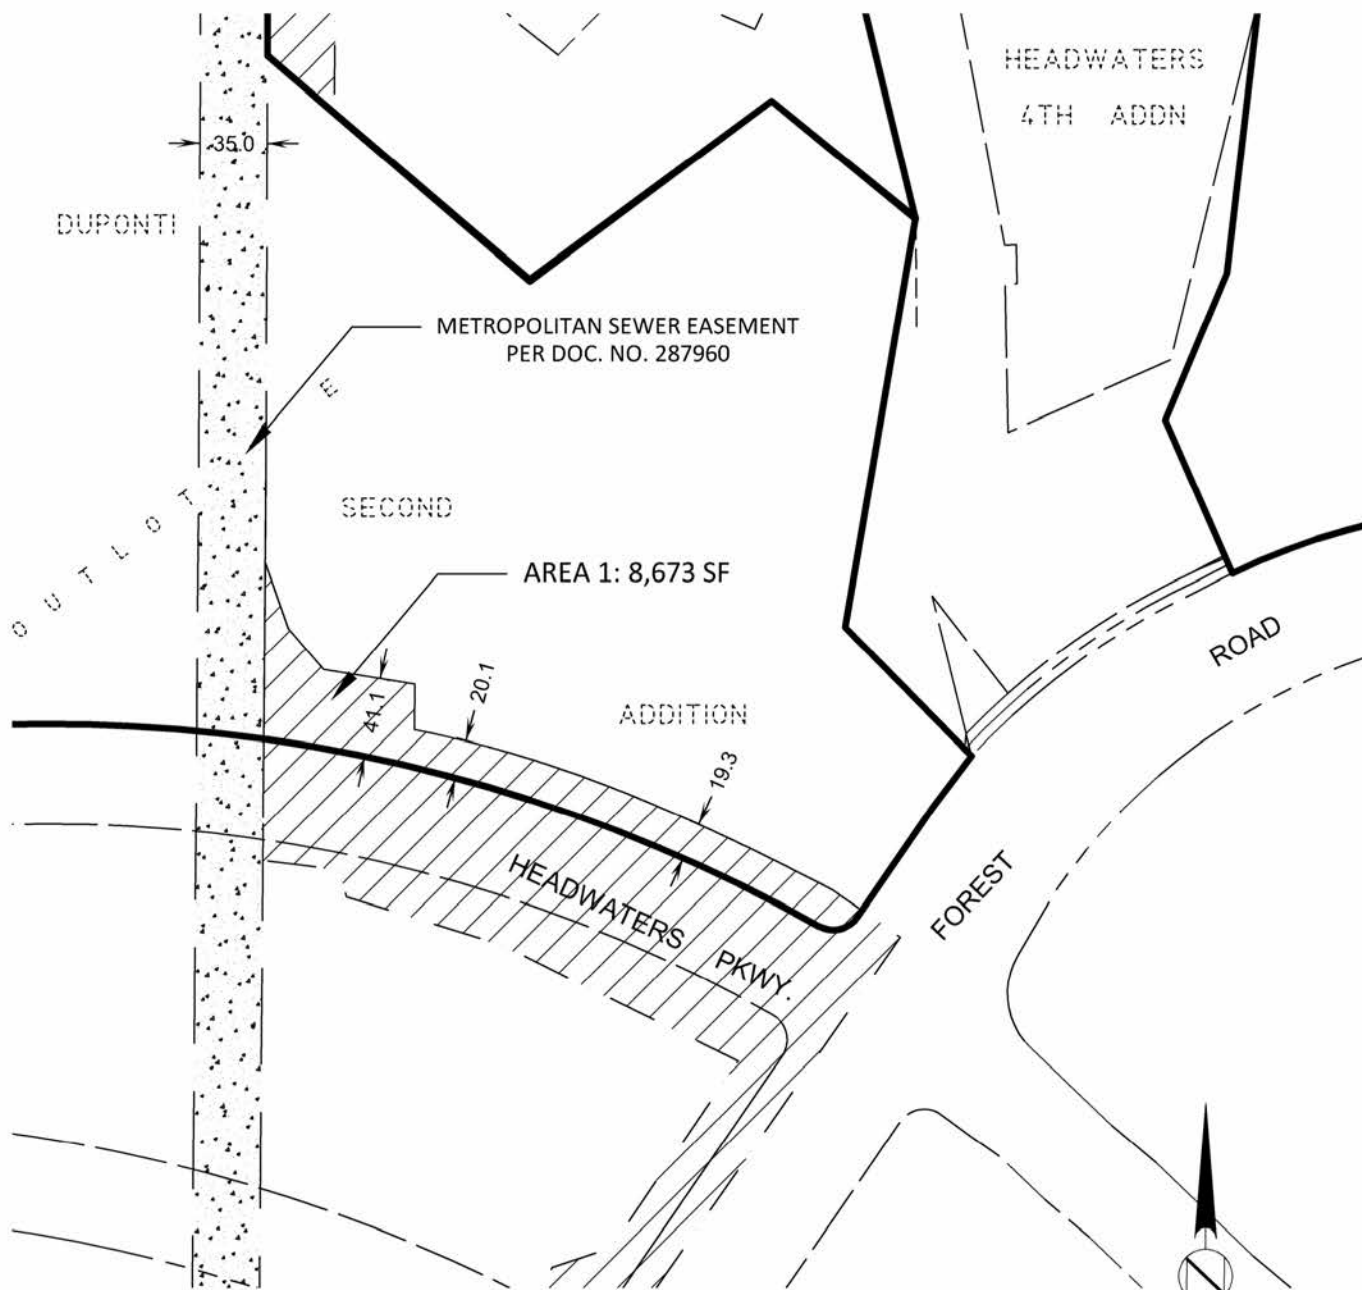 HEADWATERS
4TH ADDN
35.0
DUPONTI
METROPOLITAN SEWER EASEMENT
PER DOC. NO. 287960
OUTLOT E
SECOND
AREA 1: 8,673 SF
ROAD
41.1
20.1
ADDITION
19.3
HEADWATERS PKWY.
FOREST